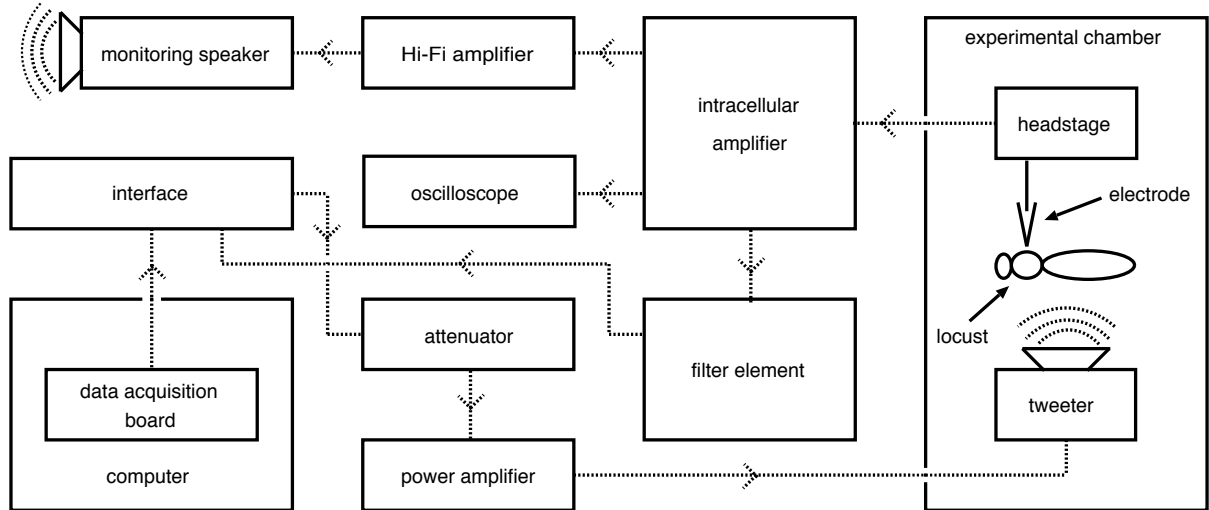 monitoring speaker
Hi-Fi amplifier
intracellular
amplifier
experimental chamber
headstage
interface
oscilloscope
electrode
locust
attenuator
filter element
data acquisition
board
tweeter
computer
power amplifier